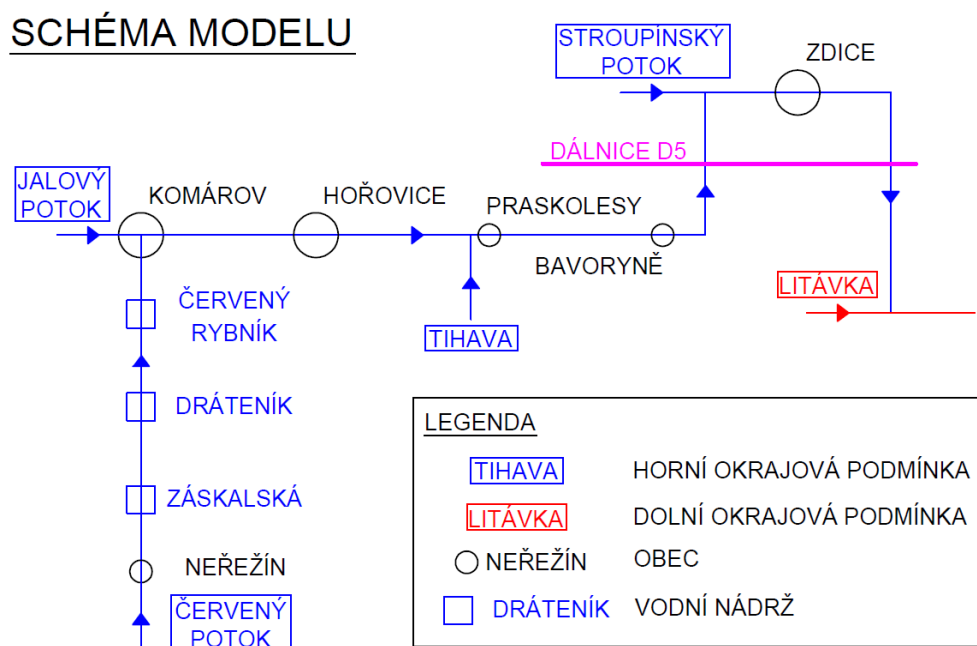 SCHÉMA MODELU
STROUPÍNSKÝ
POTOK
ZDICE
DÁLNICE D5
JALOVÝ
POTOK
KOMÁROV
HOŘOVICE
PRASKOLESY
BAVORYNĚ
ČERVENÝ
RYBNÍK
TIHAVA
LITÁVKA
DRÁTENÍK
ZÁSKALSKÁ
NEŘEŽÍN
ČERVENÝ
POTOK
LEGENDA
TIHAVA HORNÍ OKRAJOVÁ PODMÍNKA
LITÁVKA DOLNÍ OKRAJOVÁ PODMÍNKA
NEŘEŽÍN OBEC
DRÁTENÍK VODNÍ NÁDRŽ